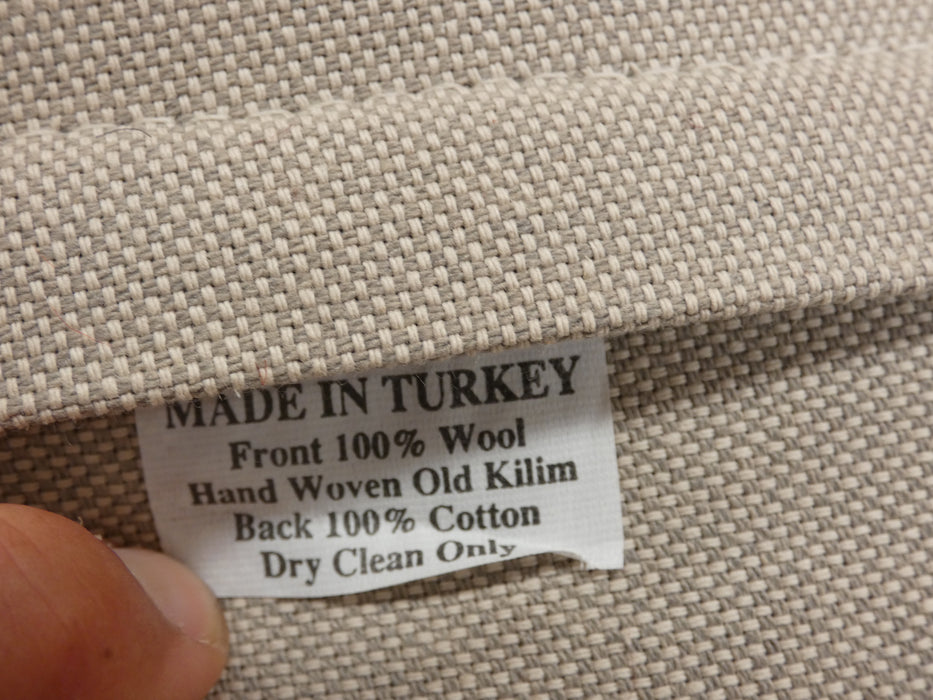 MADE IN TURKEY
Front 100% Wool
Hand Woven Old Kilim
Back 100% Cotton
Dry Clean Only